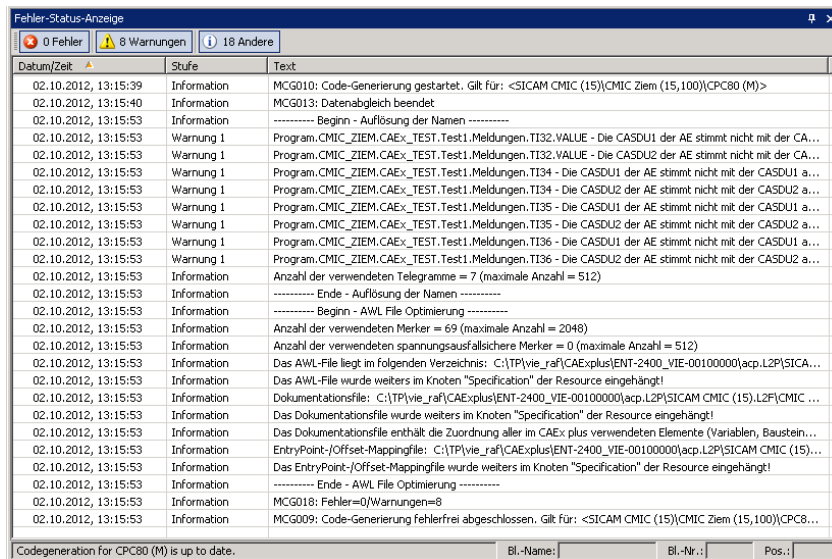 Fehler-Status-Anzeige
0 Fehler 8 Warnungen 18 Andere
Datum/Zeit Stufe Text
02.10.2012, 13:15:39 Information MCG010: Code-Generierung gestartet. Gilt für: <SICAM CMIC (15)\CMIC Ziem (15,100)\CPC80 (M)>
02.10.2012, 13:15:40 Information MCG013: Datenabgleich beendet
02.10.2012, 13:15:53 Information ---------- Beginn - Auflösung der Namen ----------
02.10.2012, 13:15:53 Warnung 1 Program.CMIC_ZIEM.CAEx_TEST.Test1.Meldungen.TI32.VALUE - Die CASDU1 der AE stimmt nicht mit der CA...
02.10.2012, 13:15:53 Warnung 1 Program.CMIC_ZIEM.CAEx_TEST.Test1.Meldungen.TI32.VALUE - Die CASDU2 der AE stimmt nicht mit der CA...
02.10.2012, 13:15:53 Warnung 1 Program.CMIC_ZIEM.CAEx_TEST.Test1.Meldungen.TI34 - Die CASDU1 der AE stimmt nicht mit der CASDU1 a...
02.10.2012, 13:15:53 Warnung 1 Program.CMIC_ZIEM.CAEx_TEST.Test1.Meldungen.TI34 - Die CASDU2 der AE stimmt nicht mit der CASDU2 a...
02.10.2012, 13:15:53 Warnung 1 Program.CMIC_ZIEM.CAEx_TEST.Test1.Meldungen.TI35 - Die CASDU1 der AE stimmt nicht mit der CASDU1 a...
02.10.2012, 13:15:53 Warnung 1 Program.CMIC_ZIEM.CAEx_TEST.Test1.Meldungen.TI35 - Die CASDU2 der AE stimmt nicht mit der CASDU2 a...
02.10.2012, 13:15:53 Warnung 1 Program.CMIC_ZIEM.CAEx_TEST.Test1.Meldungen.TI36 - Die CASDU1 der AE stimmt nicht mit der CASDU1 a...
02.10.2012, 13:15:53 Warnung 1 Program.CMIC_ZIEM.CAEx_TEST.Test1.Meldungen.TI36 - Die CASDU2 der AE stimmt nicht mit der CASDU2 a...
02.10.2012, 13:15:53 Information Anzahl der verwendeten Telegramme = 7 (maximale Anzahl = 512)
02.10.2012, 13:15:53 Information ---------- Ende - Auflösung der Namen ----------
02.10.2012, 13:15:53 Information ---------- Beginn - AWL File Optimierung ----------
02.10.2012, 13:15:53 Information Anzahl der verwendeten Merker = 69 (maximale Anzahl = 2048)
02.10.2012, 13:15:53 Information Anzahl der verwendeten spannungsausfallsichere Merker = 0 (maximale Anzahl = 512)
02.10.2012, 13:15:53 Information Das AWL-File liegt im folgenden Verzeichnis: C:\TP\vie_raf\CAExplus\ENT-2400_VIE-00100000\acp.L2P\SICA...
02.10.2012, 13:15:53 Information Das AWL-File wurde weiters im Knoten "Specification" der Resource eingehängt!
02.10.2012, 13:15:53 Information Dokumentationsfile: C:\TP\vie_raf\CAExplus\ENT-2400_VIE-00100000\acp.L2P\SICAM CMIC (15).L2F\CMIC ...
02.10.2012, 13:15:53 Information Das Dokumentationsfile wurde weiters im Knoten "Specification" der Resource eingehängt!
02.10.2012, 13:15:53 Information Das Dokumentationsfile enthält die Zuordnung aller im CAEx plus verwendeten Elemente (Variablen, Baustein...
02.10.2012, 13:15:53 Information EntryPoint-/Offset-Mappingfile: C:\TP\vie_raf\CAExplus\ENT-2400_VIE-00100000\acp.L2P\SICAM CMIC (15)...
02.10.2012, 13:15:53 Information Das EntryPoint-/Offset-Mappingfile wurde weiters im Knoten "Specification" der Resource eingehängt!
02.10.2012, 13:15:53 Information ---------- Ende - AWL File Optimierung ----------
02.10.2012, 13:15:53 Information MCG018: Fehler=0/Warnungen=8
02.10.2012, 13:15:53 Information MCG009: Code-Generierung fehlerfrei abgeschlossen. Gilt für: <SICAM CMIC (15)\CMIC Ziem (15,100)\CPC8...
Codegeneration for CPC80 (M) is up to date. Bl.-Name: Bl.-Nr.: Pos.: